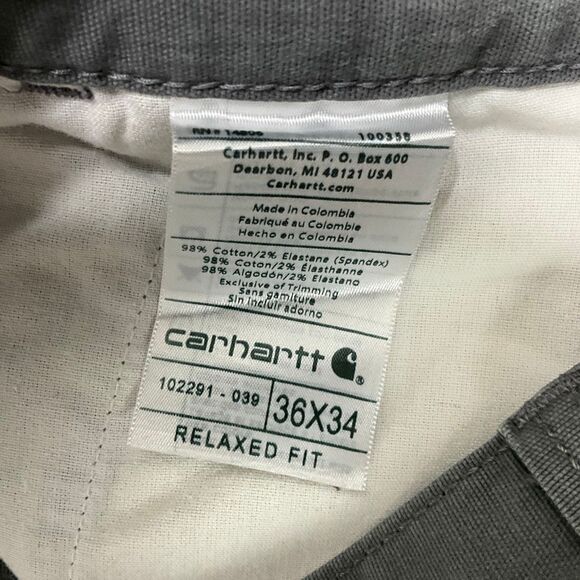 RN# 14806 100358
Carhartt, Inc. P. O. Box 600
Dearbon, MI 48121 USA
Carhartt.com
Made in Colombia
Fabriqué au Colombie
Hecho en Colombia
98% Cotton/2% Elastane (Spandex)
98% Coton/2% Élasthanne
98% Algodón/2% Elastano
Exclusive of Trimming
Sans garniture
Sin incluir adorno
carhartt ®
102291 - 039 36X34
RELAXED FIT